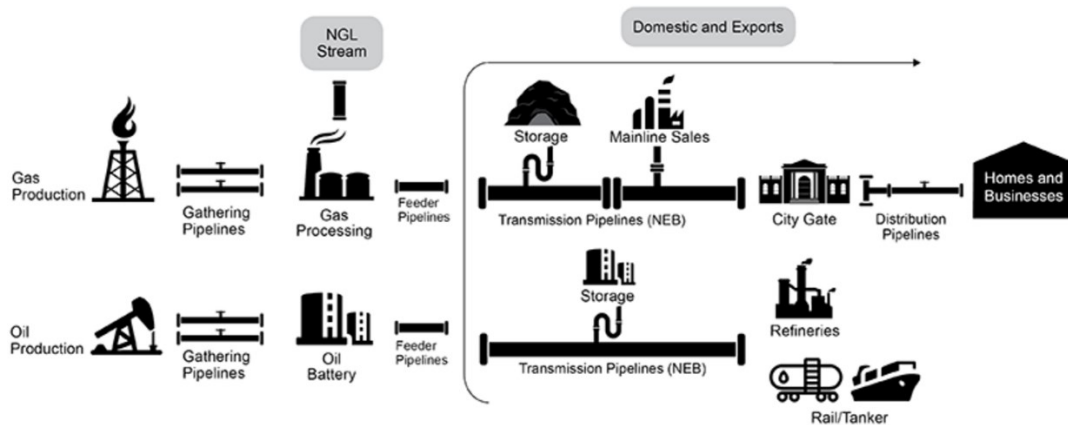 NGL
Stream
Domestic and Exports
Storage
Mainline Sales
Gas
Production
Gathering
Pipelines
Gas
Processing
Feeder
Pipelines
Transmission Pipelines (NEB)
City Gate
Distribution
Pipelines
Homes and
Businesses
Storage
Refineries
Oil
Production
Gathering
Pipelines
Oil
Battery
Feeder
Pipelines
Transmission Pipelines (NEB)
Rail/Tanker